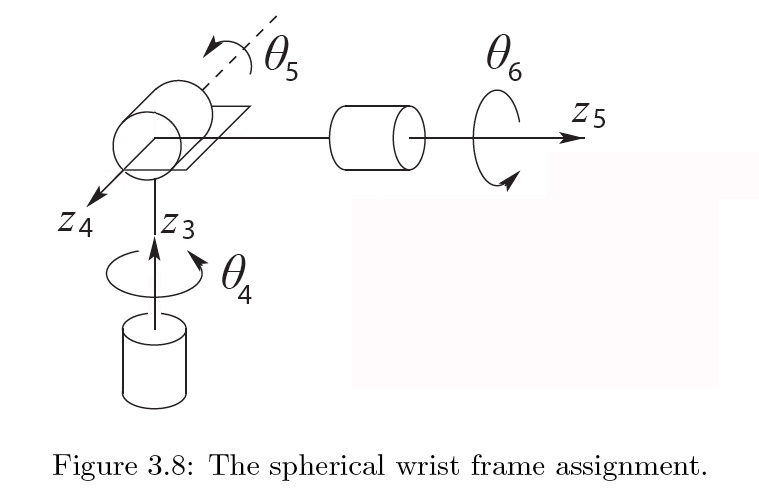 θ5
θ6
z5
z4
z3
θ4
Figure 3.8: The spherical wrist frame assignment.